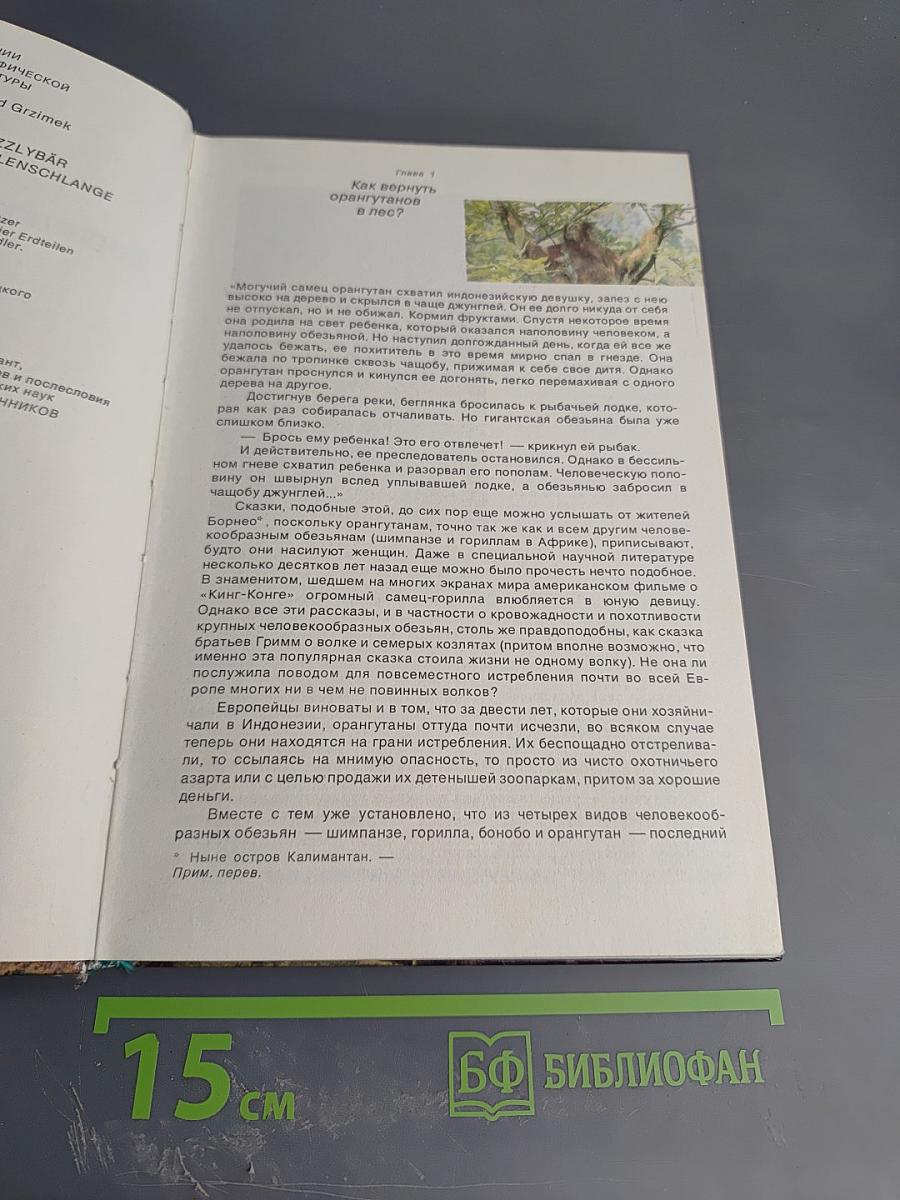 ФИЧЕСКОЙ
ТУРЫ
d Grzimek
ZZLYBÄR
LENSCHLANGE
zer
ier Erdteilen
dler.
цкого
ант,
ев и послесловия
ких наук
ННИКОВ
Глава 1
Как вернуть
орангутанов
в лес?
«Могучий самец орангутан схватил индонезийскую девушку, залез с нею
высоко на дерево и скрылся в чаще джунглей. Он ее долго никуда от себя
не отпускал, но и не обижал. Кормил фруктами. Спустя некоторое время
она родила на свет ребенка, который оказался наполовину человеком, а
наполовину обезьяной. Но наступил долгожданный день, когда ей все же
удалось бежать, ее похититель в это время мирно спал в гнезде. Она
бежала по тропинке сквозь чащобу, прижимая к себе свое дитя. Однако
орангутан проснулся и кинулся ее догонять, легко перемахивая с одного
дерева на другое.
Достигнув берега реки, беглянка бросилась к рыбачьей лодке, кото-
рая как раз собиралась отчаливать. Но гигантская обезьяна была уже
слишком близко.
— Брось ему ребенка! Это его отвлечет! — крикнул ей рыбак.
И действительно, ее преследователь остановился. Однако в бессиль-
ном гневе схватил ребенка и разорвал его пополам. Человеческую поло-
вину он швырнул вслед уплывавшей лодке, а обезьянью забросил в
чащобу джунглей...»
Сказки, подобные этой, до сих пор еще можно услышать от жителей
Борнео*, поскольку орангутанам, точно так же как и всем другим челове-
кообразным обезьянам (шимпанзе и гориллам в Африке), приписывают,
будто они насилуют женщин. Даже в специальной научной литературе
несколько десятков лет назад еще можно было прочесть нечто подобное.
В знаменитом, шедшем на многих экранах мира американском фильме о
«Кинг-Конге» огромный самец-горилла влюбляется в юную девицу.
Однако все эти рассказы, и в частности о кровожадности и похотливости
крупных человекообразных обезьян, столь же правдоподобны, как сказка
братьев Гримм о волке и семерых козлятах (притом вполне возможно, что
именно эта популярная сказка стоила жизни не одному волку). Не она ли
послужила поводом для повсеместного истребления почти во всей Ев-
ропе многих ни в чем не повинных волков?
Европейцы виноваты и в том, что за двести лет, которые они хозяйни-
чали в Индонезии, орангутаны оттуда почти исчезли, во всяком случае
теперь они находятся на грани истребления. Их беспощадно отстрелива-
ли, то ссылаясь на мнимую опасность, то просто из чисто охотничьего
азарта или с целью продажи их детенышей зоопаркам, притом за хорошие
деньги.
Вместе с тем уже установлено, что из четырех видов человекооб-
разных обезьян — шимпанзе, горилла, бонобо и орангутан — последний
* Ныне остров Калимантан. —
Прим. перев.
15 см
БФ БИБЛИОФАН